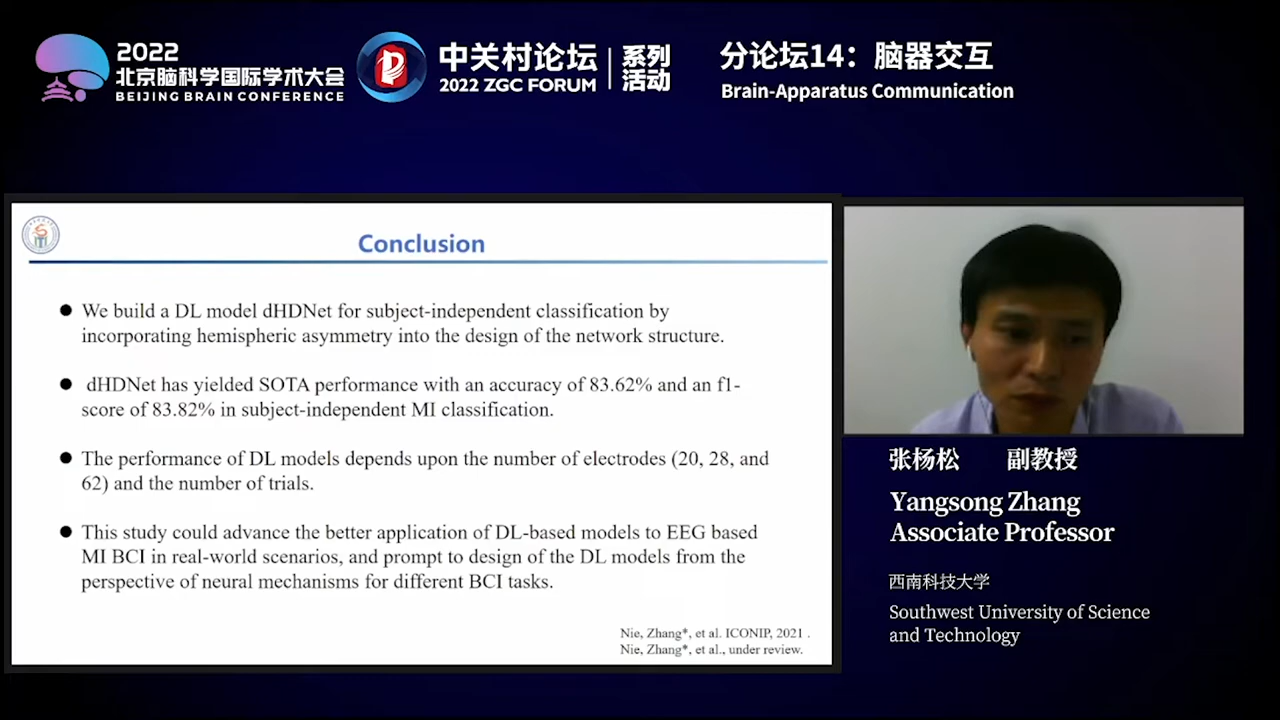 2022
北京脑科学国际学术大会
BEIJING BRAIN CONFERENCE
中关村论坛
2022 ZGC FORUM
系列
活动
分论坛14：脑器交互
Brain-Apparatus Communication
Conclusion
● We build a DL model dHDNet for subject-independent classification by
incorporating hemispheric asymmetry into the design of the network structure.
● dHDNet has yielded SOTA performance with an accuracy of 83.62% and an f1-
score of 83.82% in subject-independent MI classification.
● The performance of DL models depends upon the number of electrodes (20, 28, and
62) and the number of trials.
● This study could advance the better application of DL-based models to EEG based
MI BCI in real-world scenarios, and prompt to design of the DL models from the
perspective of neural mechanisms for different BCI tasks.
Nie, Zhang*, et al. ICONIP, 2021 .
Nie, Zhang*, et al., under review.
张杨松 副教授
Yangsong Zhang
Associate Professor
西南科技大学
Southwest University of Science
and Technology